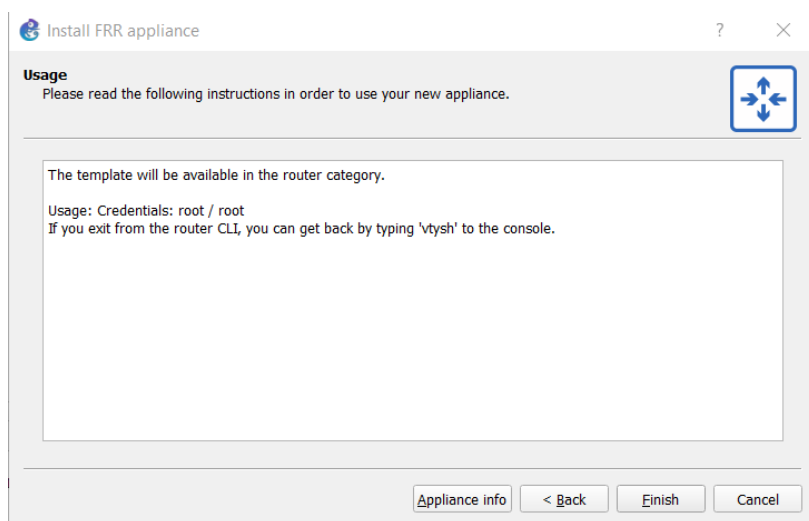 Install FRR appliance
?
Usage
Please read the following instructions in order to use your new appliance.
The template will be available in the router category.
Usage: Credentials: root / root
If you exit from the router CLI, you can get back by typing 'vtysh' to the console.
Appliance info
< Back
Finish
Cancel